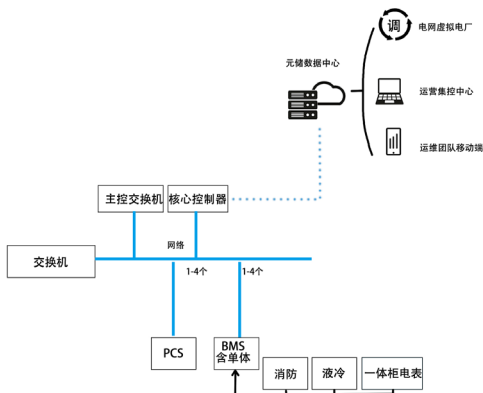 调
电网虚拟电厂
元储数据中心
运营集控中心
运维团队移动端
主控交换机
核心控制器
网络
交换机
1-4个
1-4个
PCS
BMS
含单体
消防
液冷
一体柜电表